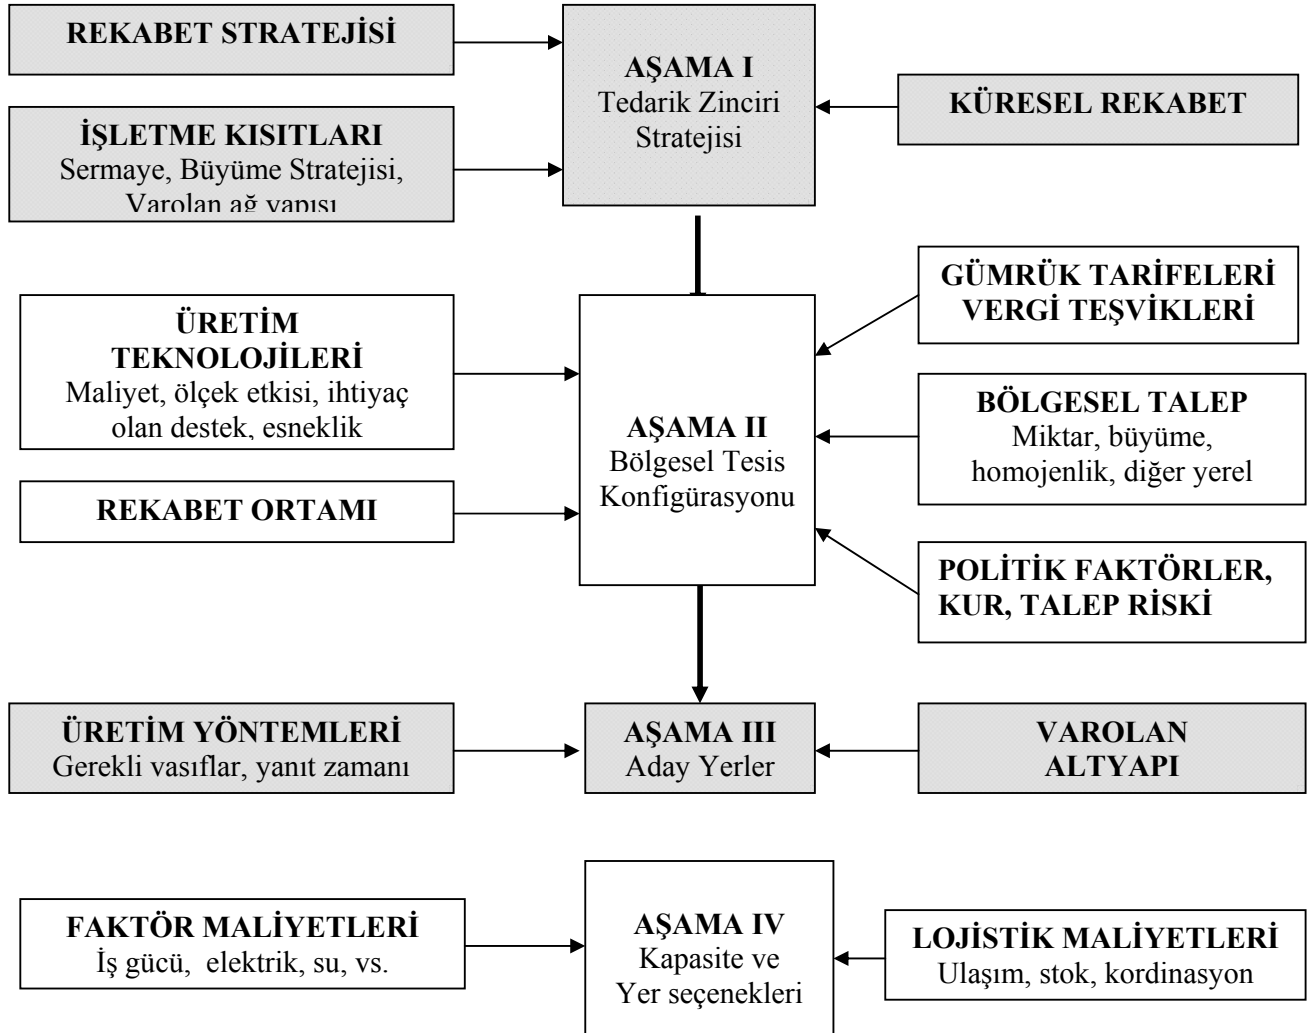 REKABET STRATEJİSİ
İŞLETME KISITLARI
Sermaye, Büyüme Stratejisi,
Varolan ağ yapısı
AŞAMA I
Tedarik Zinciri
Stratejisi
KÜRESEL REKABET
ÜRETİM
TEKNOLOJİLERİ
Maliyet, ölçek etkisi, ihtiyaç
olan destek, esneklik
REKABET ORTAMI
AŞAMA II
Bölgesel Tesis
Konfigürasyonu
GÜMRÜK TARİFELERİ
VERGİ TEŞVİKLERİ
BÖLGESEL TALEP
Miktar, büyüme,
homojenlik, diğer yerel
POLİTİK FAKTÖRLER,
KUR, TALEP RİSKİ
ÜRETİM YÖNTEMLERİ
Gerekli vasıflar, yanıt zamanı
AŞAMA III
Aday Yerler
VAROLAN
ALTYAPI
FAKTÖR MALİYETLERİ
İş gücü, elektrik, su, vs.
AŞAMA IV
Kapasite ve
Yer seçenekleri
LOJİSTİK MALİYETLERİ
Ulaşım, stok, kordinasyon